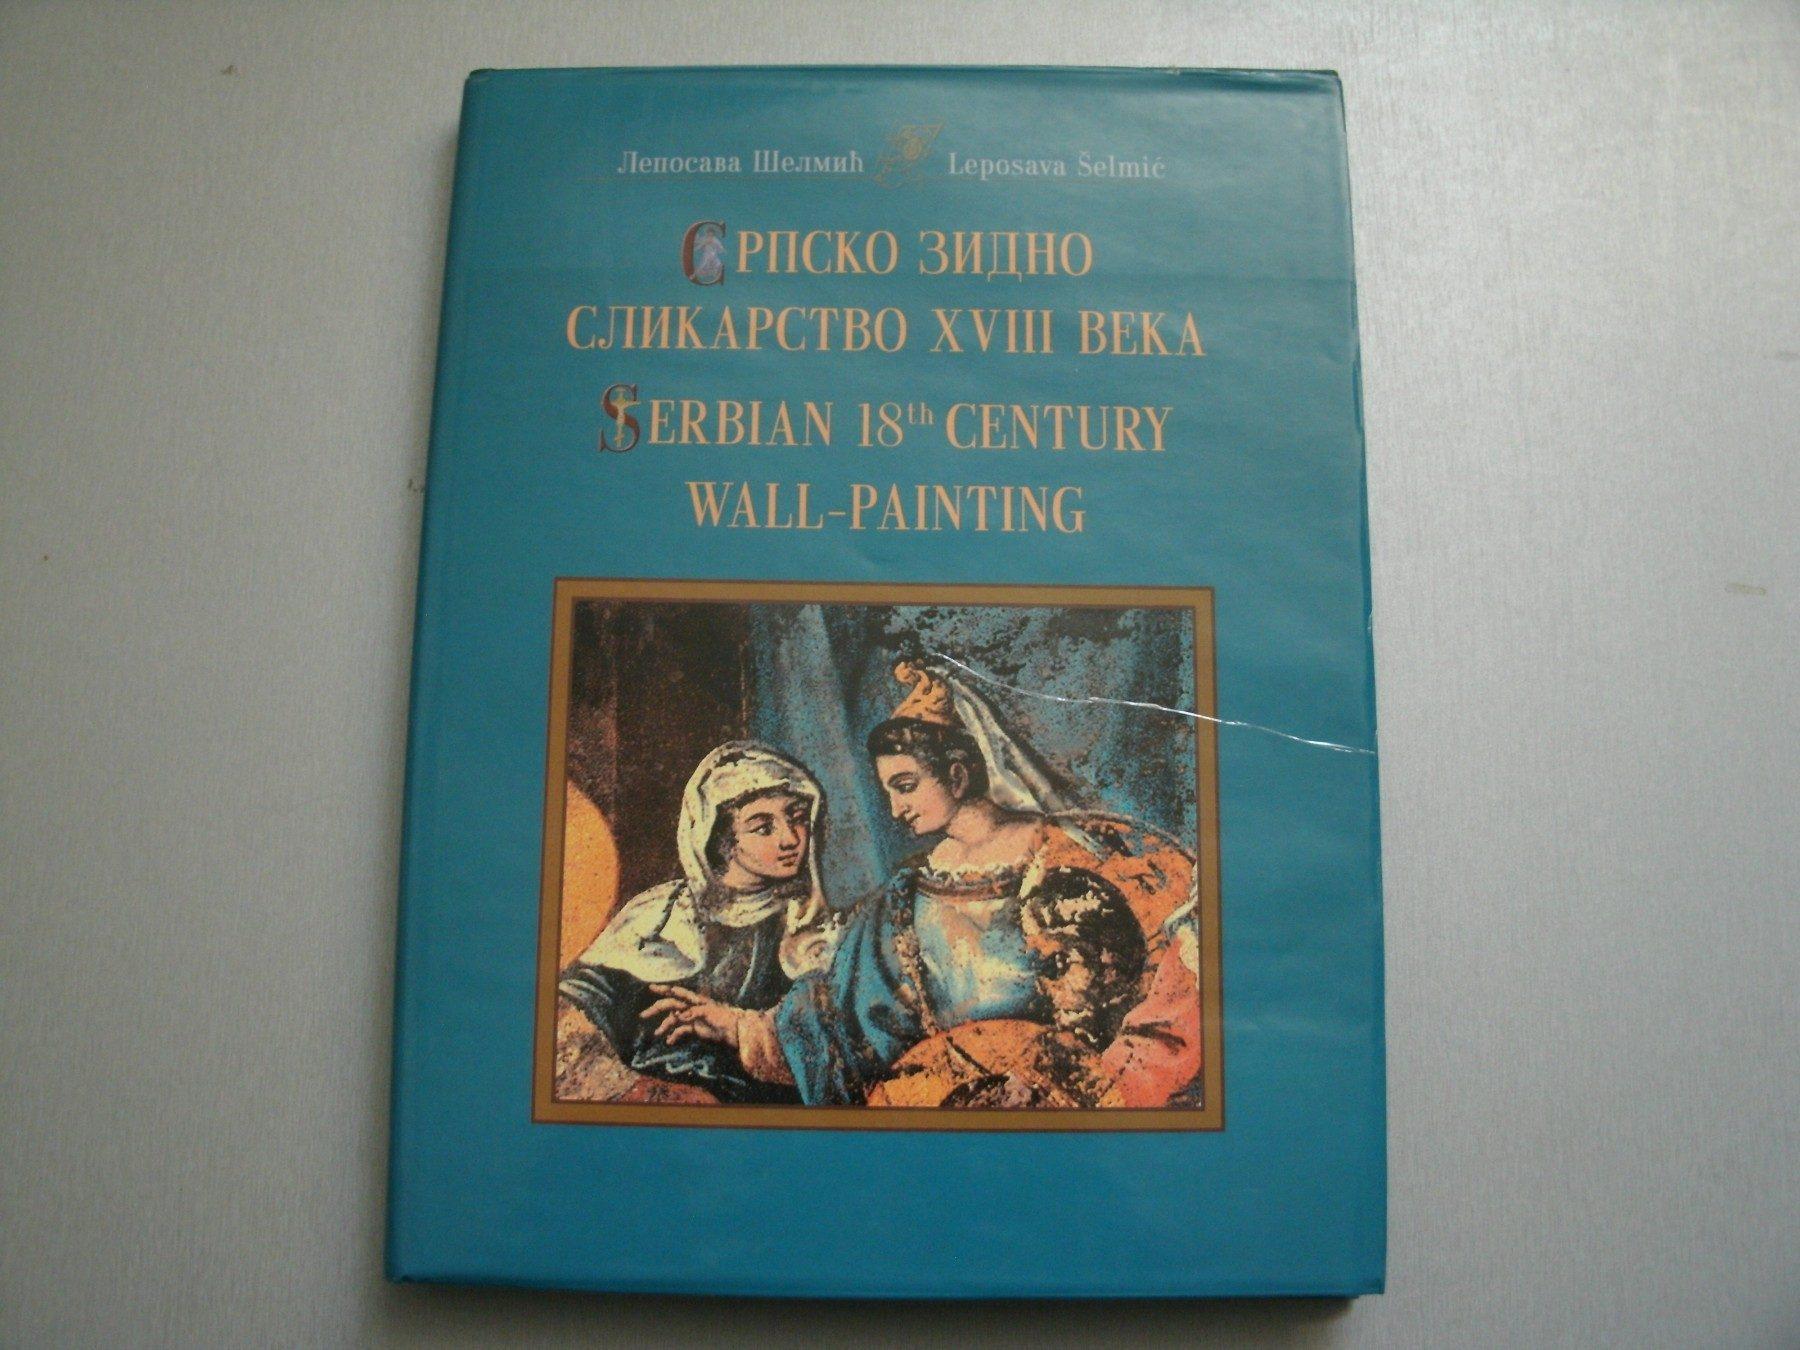 Лепосава Шелмић Leposava Šelmić
СРПСКО ЗИДНО
СЛИКАРСТВО XVIII ВЕКА
SERBIAN 18th CENTURY
WALL-PAINTING